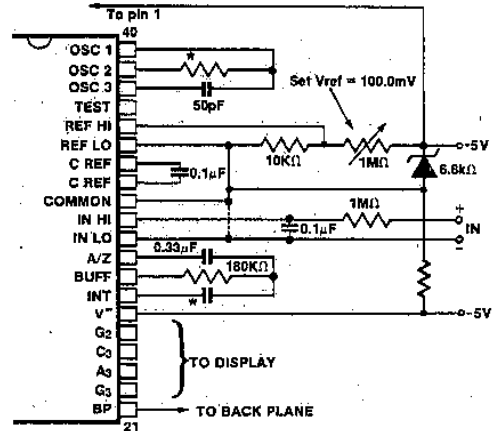 To pin 1
40
OSC 1
OSC 2
*
OSC 3
50pF
Set Vref = 100.0mV
TEST
REF HI
REF LO
10KΩ
1MΩ
-5V
C REF
0.1µF
6.8kΩ
C REF
COMMON
1MΩ
+
IN HI
0.1µF
IN
IN LO
-
A/Z
0.33µF
BUFF
180KΩ
INT
*
V-
-5V
G2
C3
TO DISPLAY
A3
G3
BP
TO BACK PLANE
21